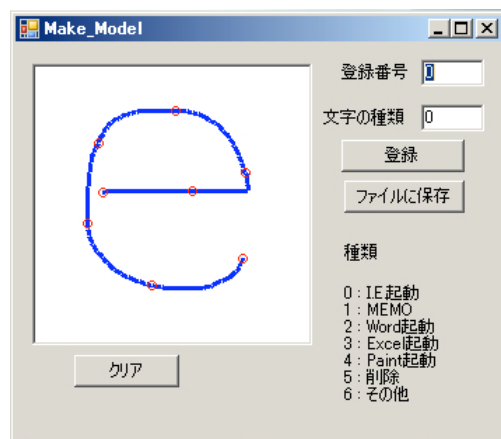 Make_Model
登録番号 0
文字の種類 0
登録
ファイルに保存
e
種類
0 : I.E起動
1 : MEMO
2 : Word起動
3 : Excel起動
4 : Paint起動
5 : 削除
6 : その他
クリア